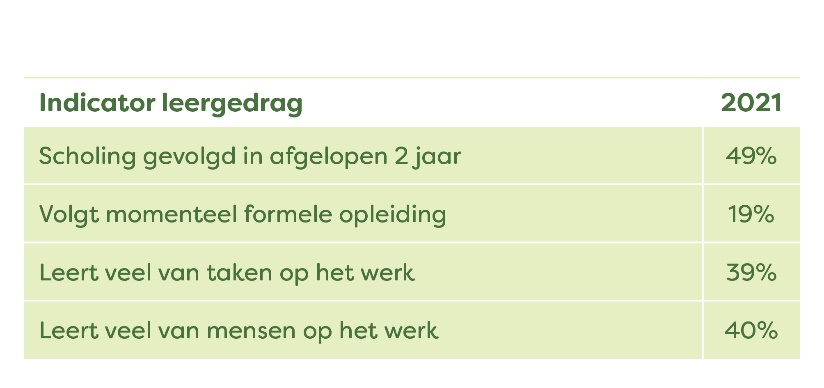 Indicator leergedrag 2021
Scholing gevolgd in afgelopen 2 jaar 49%
Volgt momenteel formele opleiding 19%
Leert veel van taken op het werk 39%
Leert veel van mensen op het werk 40%